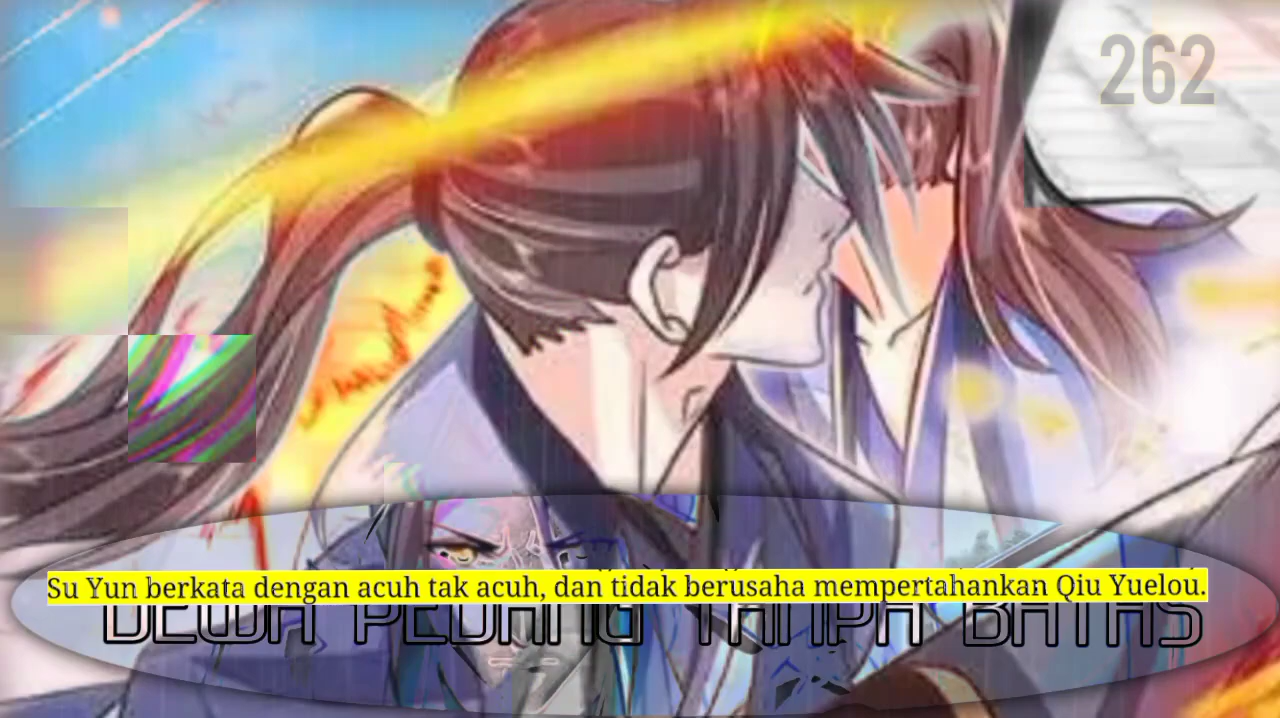 262
Su Yun berkata dengan acuh tak acuh, dan tidak berusaha mempertahankan Qiu Yuelou.
DEWA PEDANG TANPA BATAS